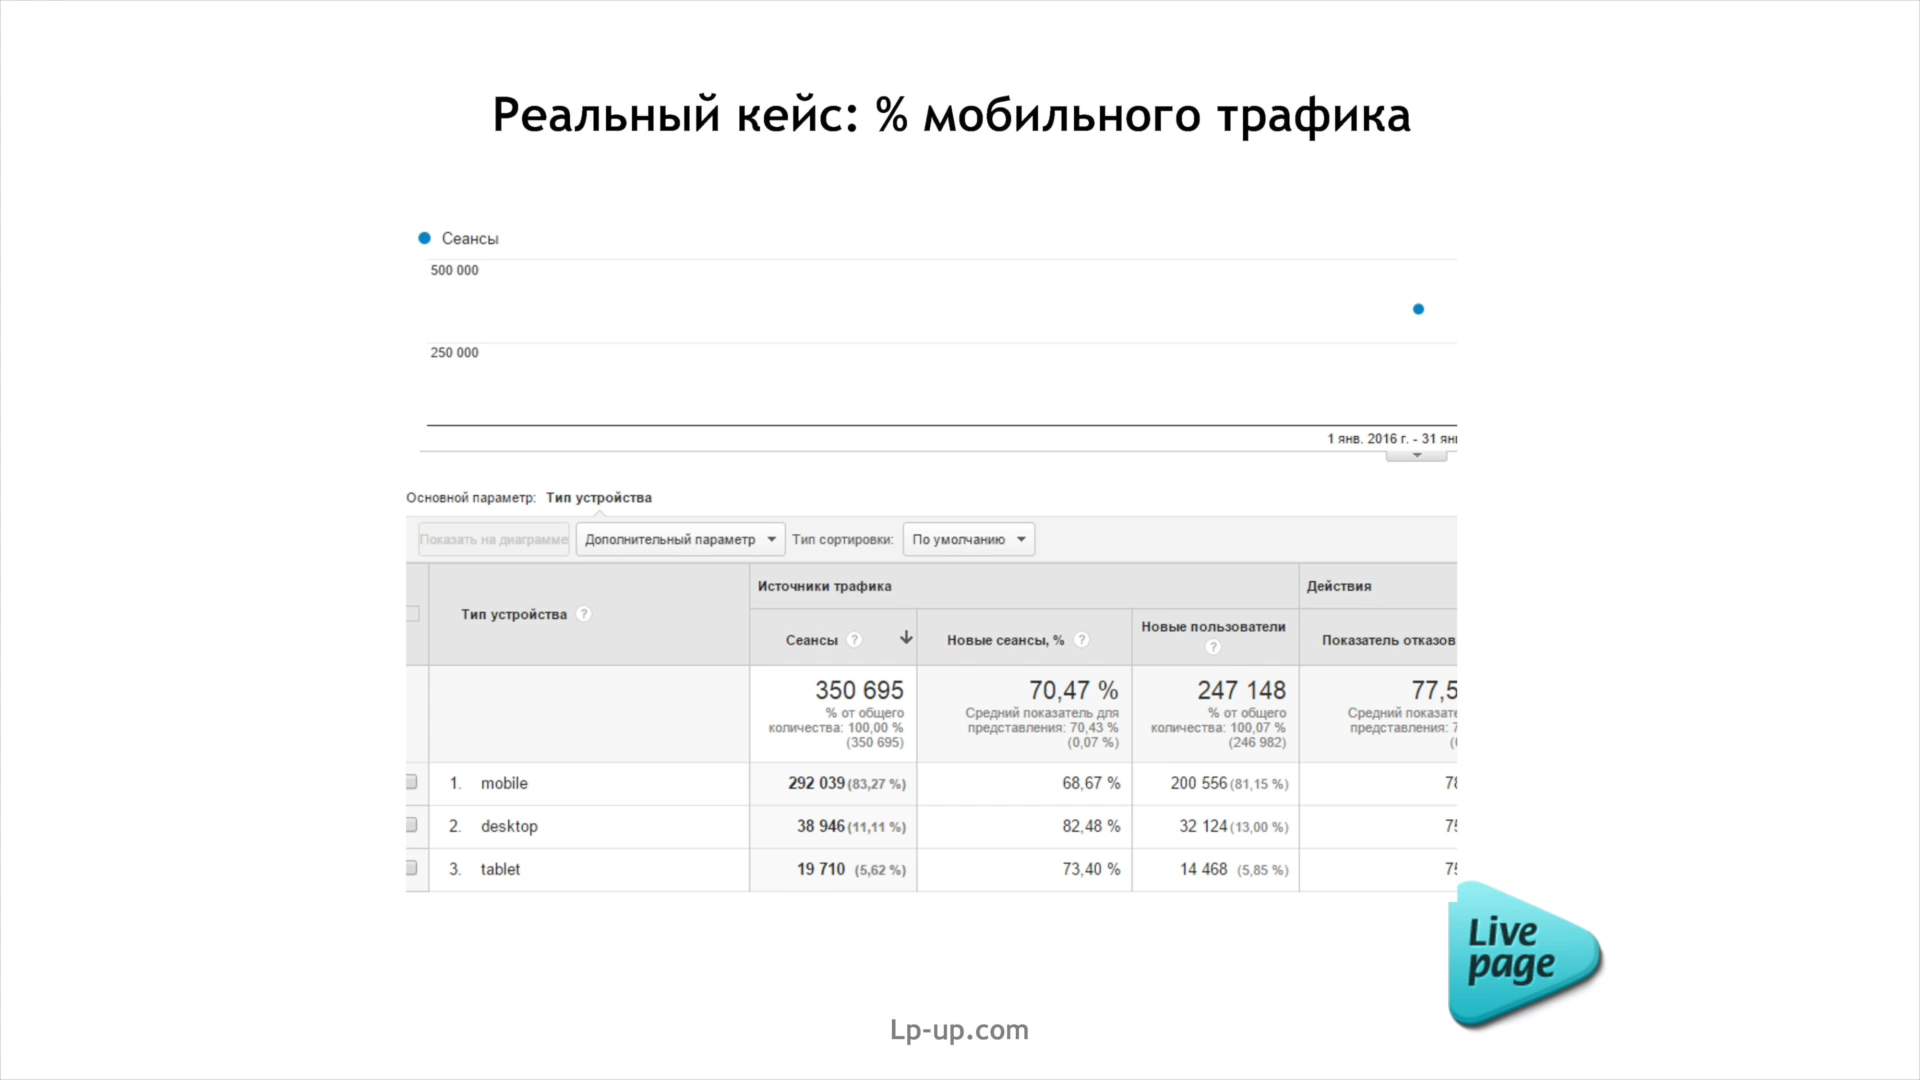 Реальный кейс: % мобильного трафика
Сеансы
500 000
250 000
1 янв. 2016 г. - 31
Основной параметр: Тип устройства
Показать на диаграмме Дополнительный параметр Тип сортировки: По умолчанию
Источники трафика Действия
Тип устройства ?
Сеансы ? Новые сеансы, % ? Новые пользователи ? Показатель отказов
350 695 70,47 % 247 148 77,5
% от общего Средний показатель для % от общего Средний
количества: 100,00 % представления: 70,43 % количества: 100,07 % представления:
(350 695) (0,07 %) (246 982)
1. mobile 292 039 (83,27 %) 68,67 % 200 556 (81,15 %)
2. desktop 38 946 (11,11 %) 82,48 % 32 124 (13,00 %)
3. tablet 19 710 (5,62 %) 73,40 % 14 468 (5,85 %)
Live
page
Lp-up.com